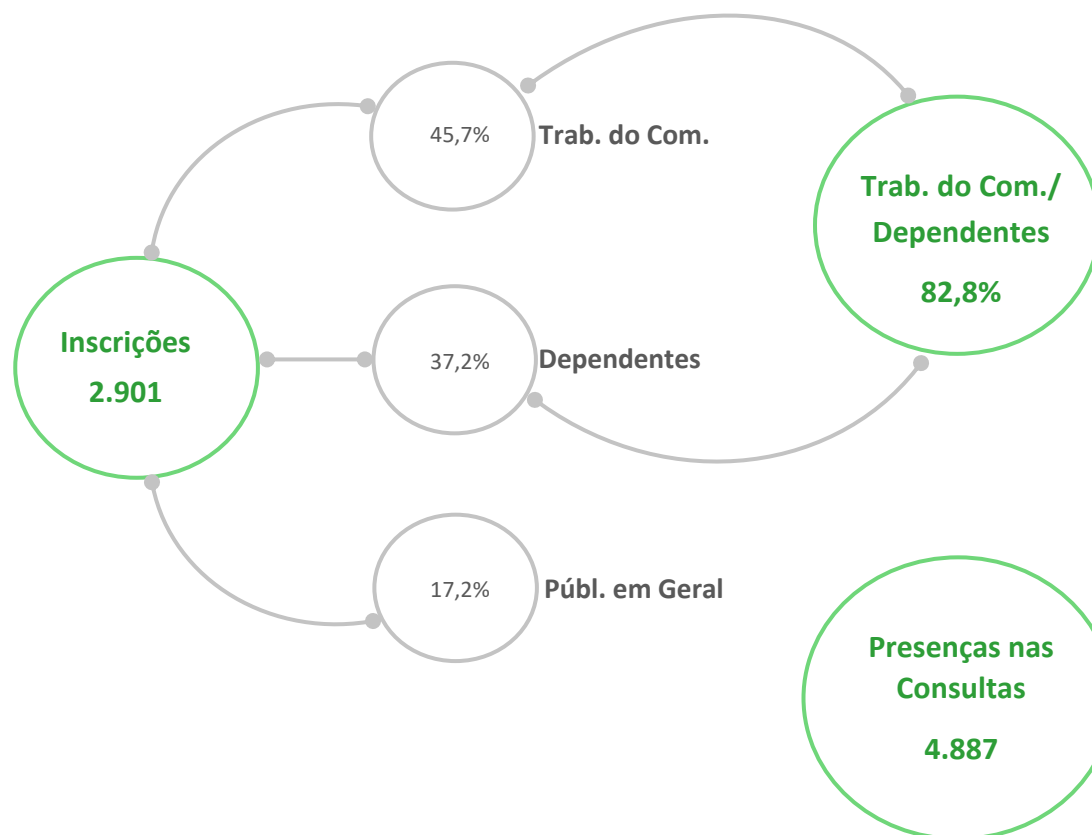 Inscrições
2.901
45,7%
Trab. do Com.
37,2%
Dependentes
17,2%
Públ. em Geral
Trab. do Com./
Dependentes
82,8%
Presenças nas
Consultas
4.887